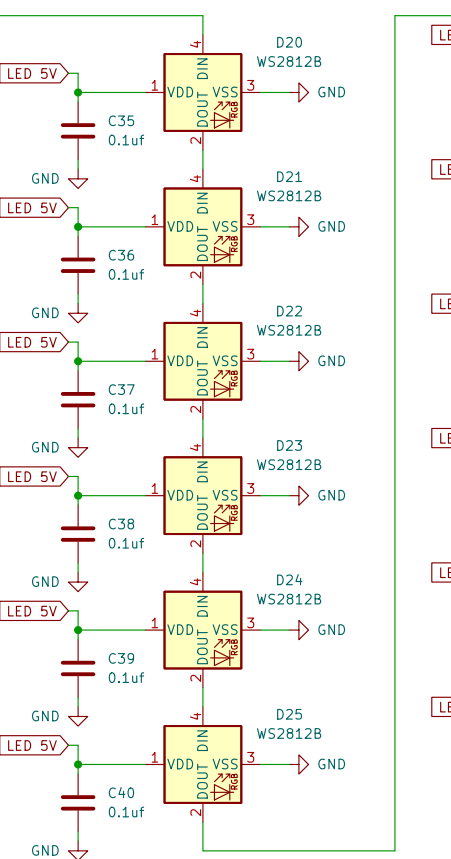 D20
WS2812B
LED 5V
4
DIN
1
VDD
VSS
3
GND
DOUT
RGB
2
C35
0.1uf
GND
D21
WS2812B
LED 5V
4
DIN
1
VDD
VSS
3
GND
DOUT
RGB
2
C36
0.1uf
GND
D22
WS2812B
LED 5V
4
DIN
1
VDD
VSS
3
GND
DOUT
RGB
2
C37
0.1uf
GND
D23
WS2812B
LED 5V
4
DIN
1
VDD
VSS
3
GND
DOUT
RGB
2
C38
0.1uf
GND
D24
WS2812B
LED 5V
4
DIN
1
VDD
VSS
3
GND
DOUT
RGB
2
C39
0.1uf
GND
D25
WS2812B
LED 5V
4
DIN
1
VDD
VSS
3
GND
DOUT
RGB
2
C40
0.1uf
GND